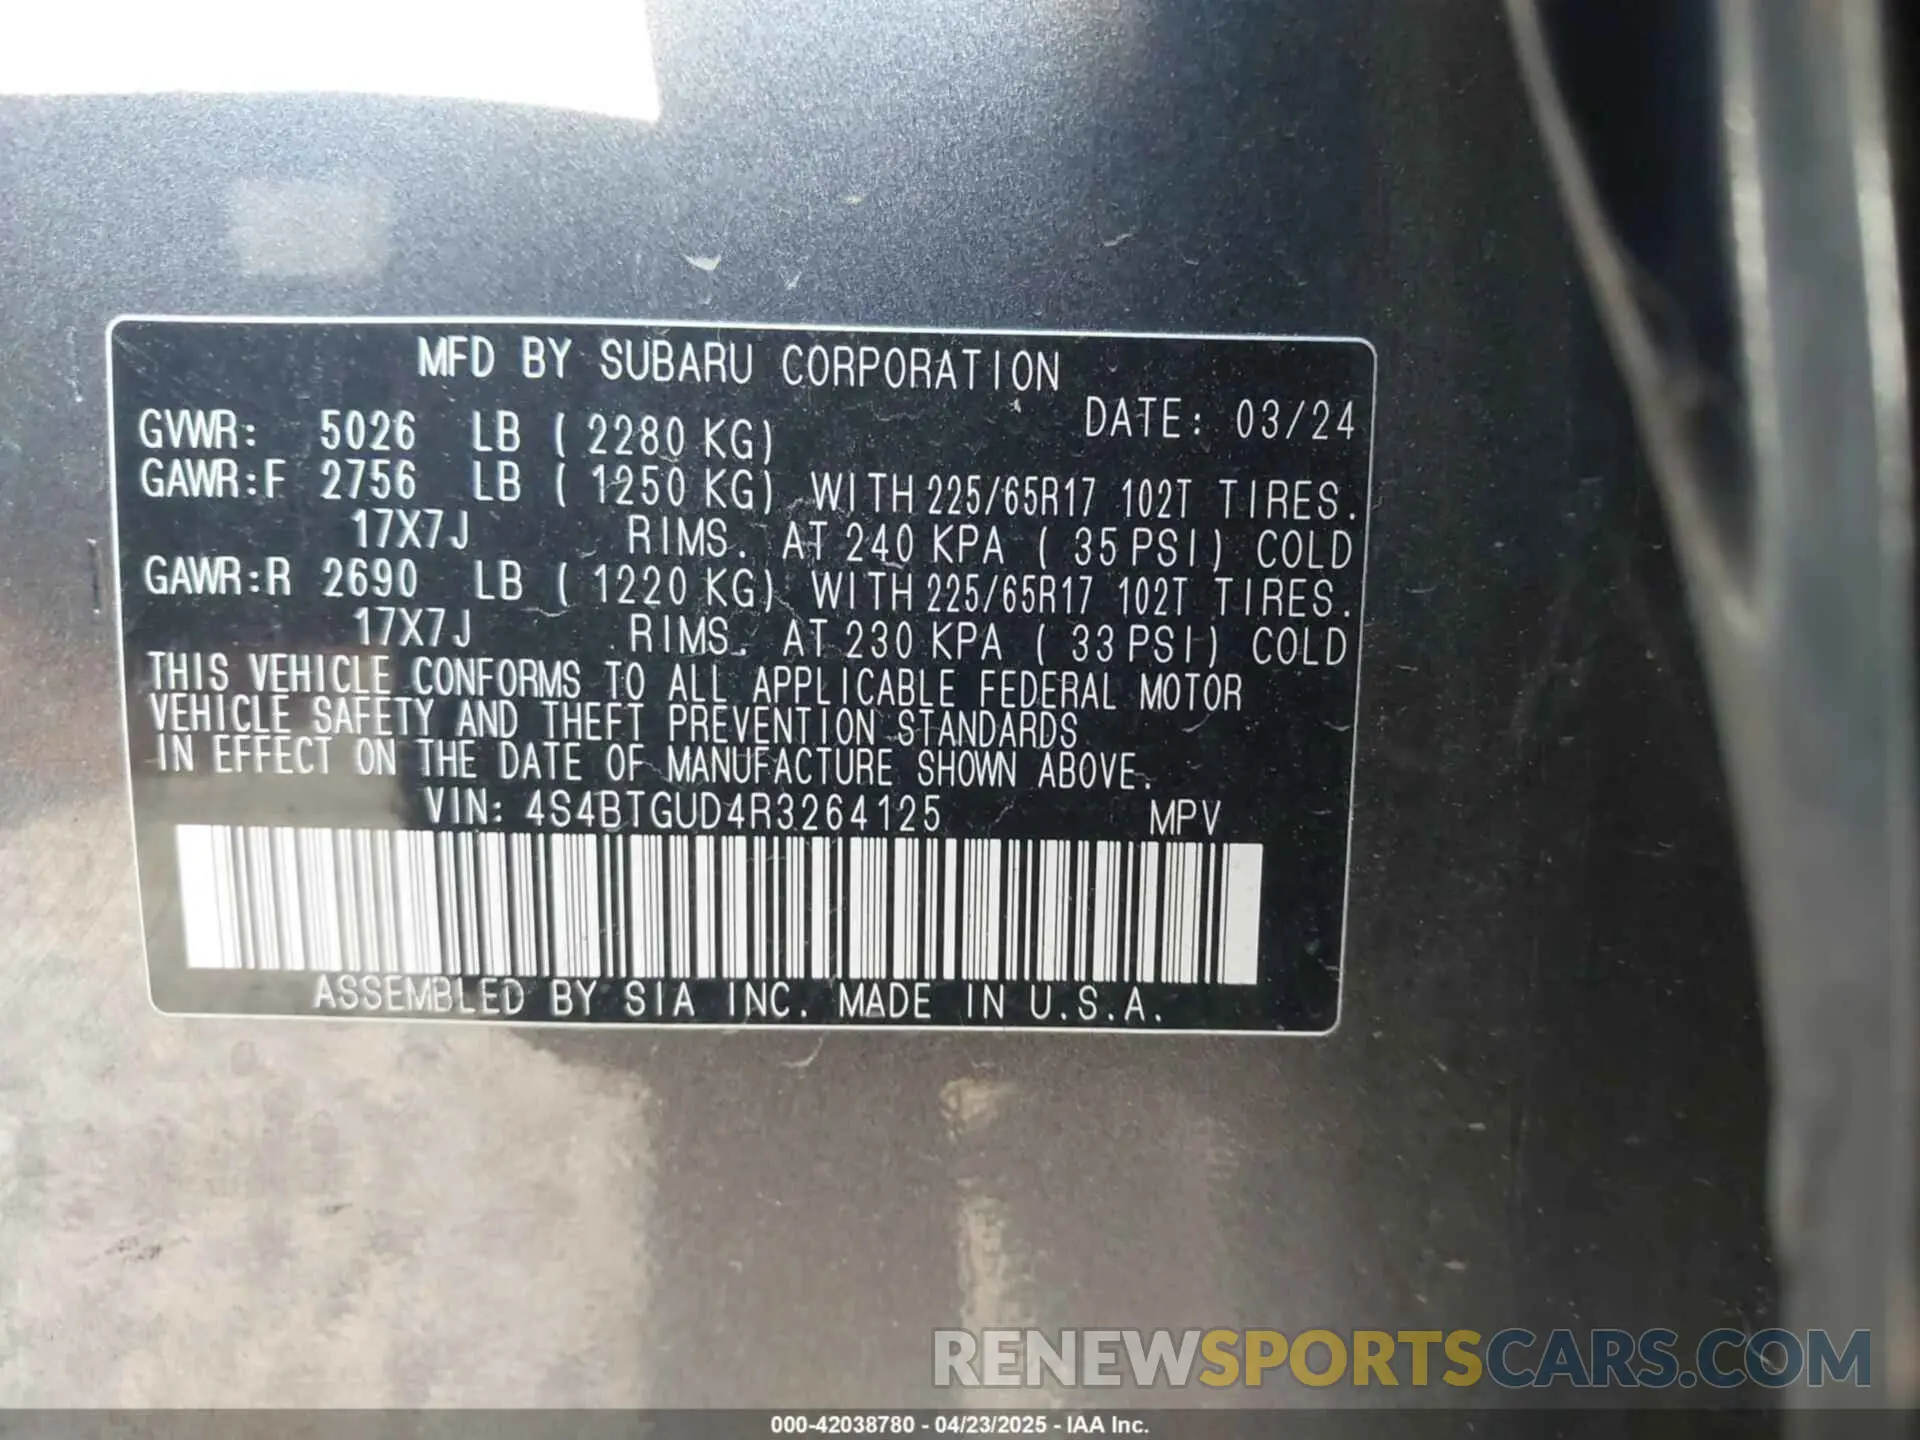 MFD BY SUBARU CORPORATION
DATE: 03/24
GVWR: 5026 LB ( 2280 KG)
GAWR:F 2756 LB ( 1250 KG) WITH 225/65R17 102T TIRES.
17X7J RIMS. AT 240 KPA ( 35 PSI) COLD
GAWR:R 2690 LB ( 1220 KG) WITH 225/65R17 102T TIRES.
17X7J RIMS. AT 230 KPA ( 33 PSI) COLD
THIS VEHICLE CONFORMS TO ALL APPLICABLE FEDERAL MOTOR
VEHICLE SAFETY AND THEFT PREVENTION STANDARDS
IN EFFECT ON THE DATE OF MANUFACTURE SHOWN ABOVE.
VIN: 4S4BTGUD4R3264125 MPV
ASSEMBLED BY SIA INC. MADE IN U.S.A.
RENEWSPORTSCARS.COM
000-42038780 - 04/23/2025 - IAA Inc.